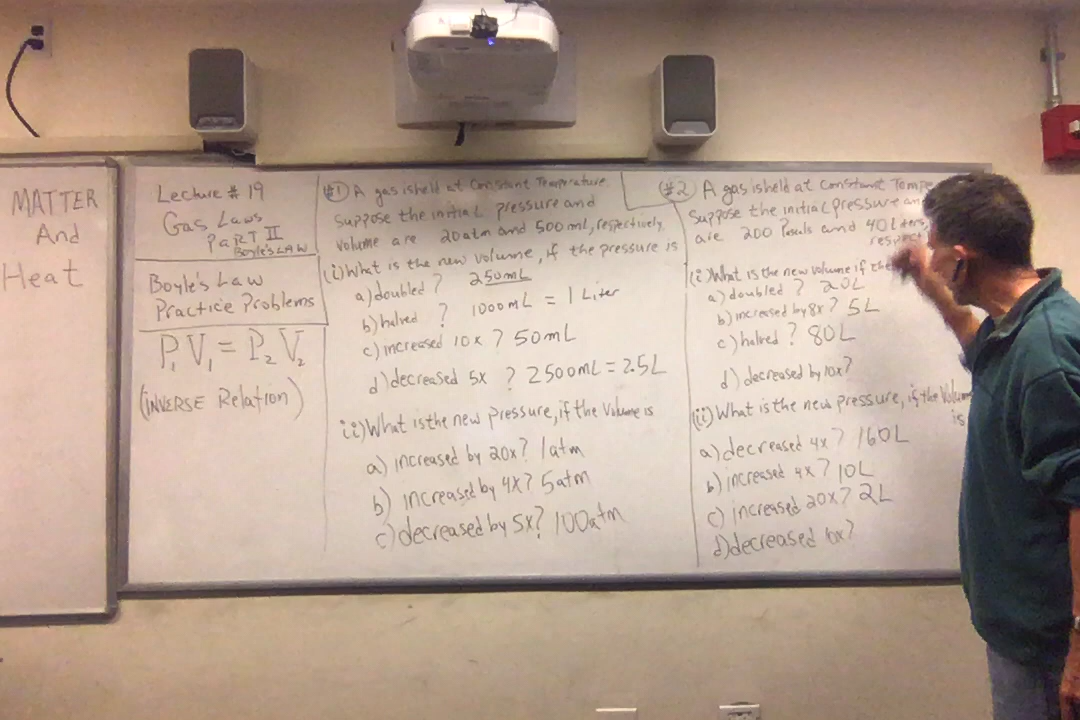 MATTER
And
Heat
Lecture # 19
Gas Laws
PaRT II
Boyle's LAW
Boyle's Law
Practice Problems
P₁V₁ = P₂V₂
(INVERSE Relation)
#1) A gas is held at Constant Temperature
Suppose the initial pressure and
volume are 20atm and 500mL, respectively.
(i) What is the new volume, if the pressure is
a) doubled? 250mL
b) halved ? 1000mL = 1 Liter
c) increased 10x? 50mL
d) decreased 5x ? 2500mL = 2.5L
ii) What is the new Pressure, if the Volume is
a) increased by 20x? 1atm
b) increased by 4x? 5atm
c) decreased by 5x? 100atm
#2 A gas is held at Constant Tempe
Suppose the initial Pressure an
are 200 Pascals and 40 Liters,
respect
(i) What is the new volume if the
a) doubled ? 20L
b) increased by 8x? 5L
c) halved ? 80L
d) decreased by 10x?
(ii) What is the new pressure, if the Volum
is
a) decreased 4x? 160L
b) increased 4x? 10L
c) increased 20x? 2L
d) decreased 10x?